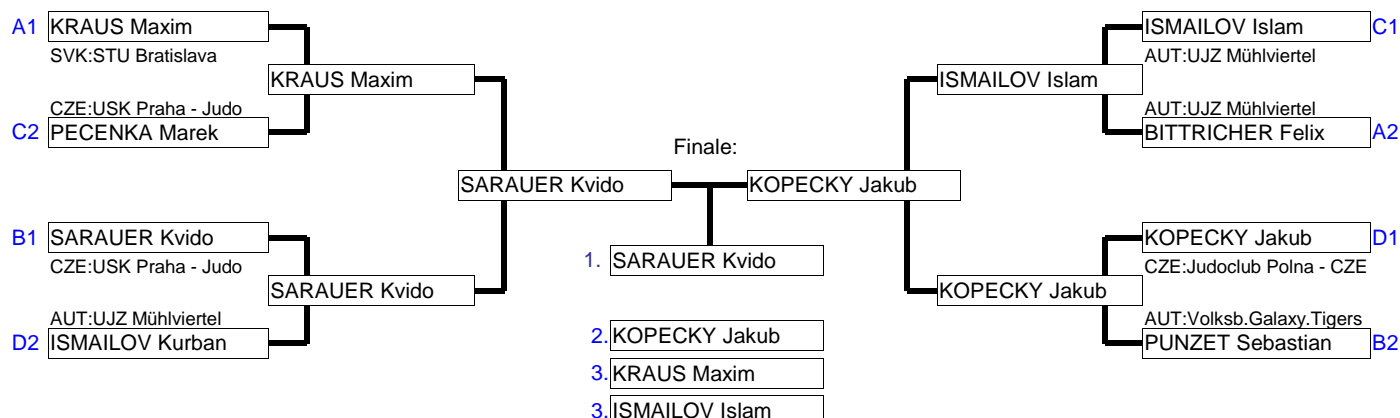 A1 KRAUS Maxim
SVK:STU Bratislava
KRAUS Maxim
CZE:USK Praha - Judo
C2 PECENKA Marek
SARAUER Kvido
B1 SARAUER Kvido
CZE:USK Praha - Judo
SARAUER Kvido
AUT:UJZ Mühlviertel
D2 ISMAILOV Kurban
Finale:
1. SARAUER Kvido
2. KOPECKY Jakub
3. KRAUS Maxim
3. ISMAILOV Islam
ISMAILOV Islam C1
AUT:UJZ Mühlviertel
ISMAILOV Islam
AUT:UJZ Mühlviertel
BITTRICHER Felix A2
KOPECKY Jakub
KOPECKY Jakub D1
CZE:Judoclub Polna - CZE
KOPECKY Jakub
AUT:Volksb.Galaxy.Tigers
PUNZET Sebastian B2